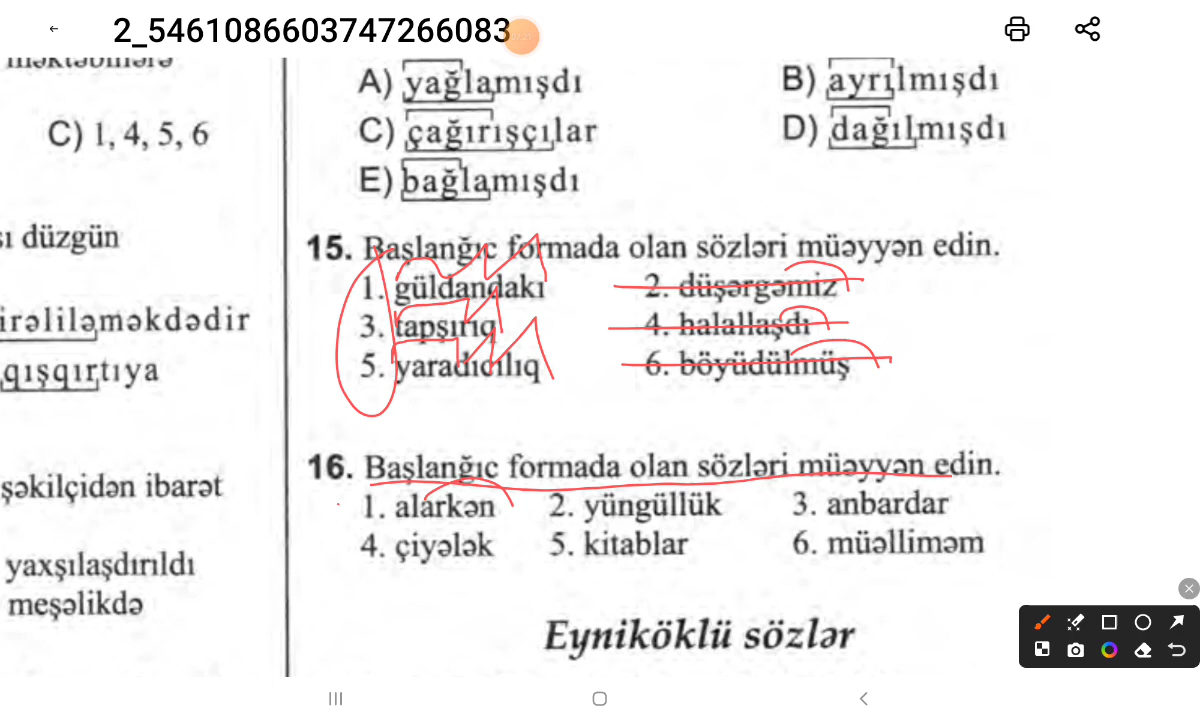 2_5461086603747266083
C) 1, 4, 5, 6
sı düzgün
irəliləməkdədir
qışqırtıya
şəkilçidən ibarət
yaxşılaşdırıldı
meşəlikdə
A) yağlamışdı B) ayrılmışdı
C) çağırışçılar D) dağılmışdı
E) bağlamışdı
15. Başlanğıc formada olan sözləri müəyyən edin.
1. güldandakı 2. düşərgəmiz
3. tapşırıq 4. halallaşdı
5. yaradıcılıq 6. böyüdülmüş
16. Başlanğıc formada olan sözləri müəyyən edin.
1. alarkən 2. yüngüllük 3. anbardar
4. çiyələk 5. kitablar 6. müəlliməm
Eyniköklü sözlər